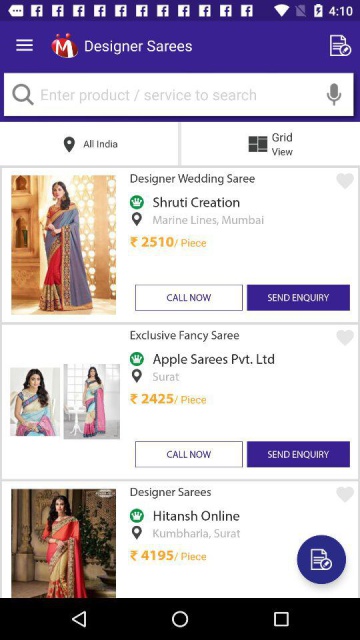 4:10
Designer Sarees
Enter product / service to search
All India
Grid
View
Designer Wedding Saree
Shruti Creation
Marine Lines, Mumbai
₹ 2510/ Piece
CALL NOW
SEND ENQUIRY
Exclusive Fancy Saree
Apple Sarees Pvt. Ltd
Surat
₹ 2425/ Piece
CALL NOW
SEND ENQUIRY
Designer Sarees
Hitansh Online
Kumbharia, Surat
₹ 4195/ Piece